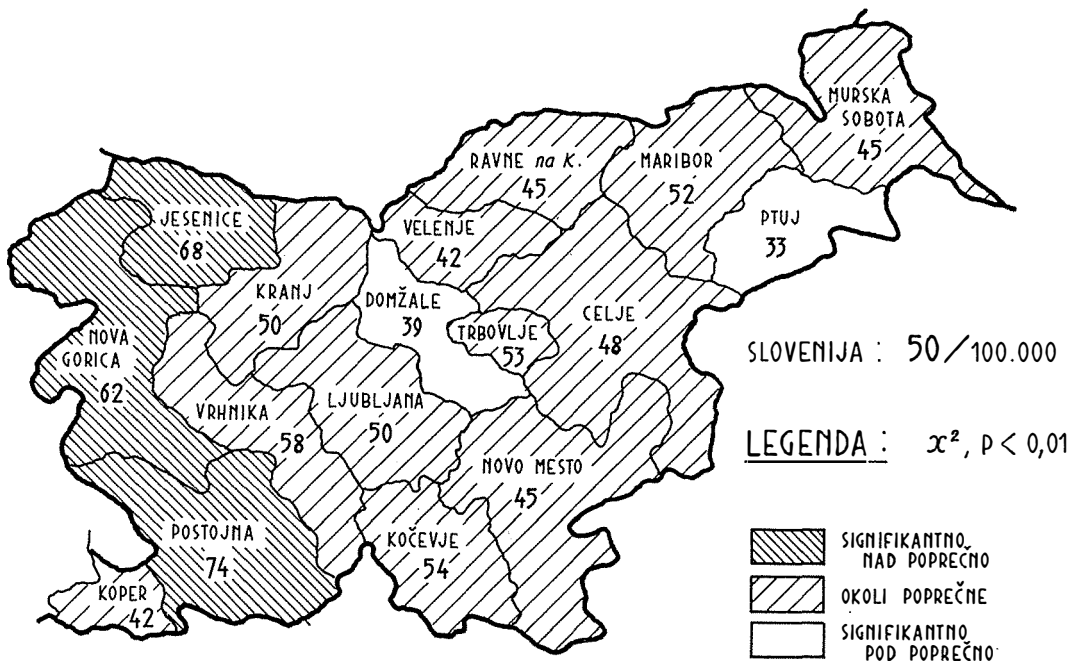 MURSKA
SOBOTA
45
RAVNE na K.
45
MARIBOR
52
JESENICE
68
VELENJE
42
PTUJ
33
KRANJ
50
DOMŽALE
39
TRBOVLJE
53
CELJE
48
NOVA
GORICA
62
VRHNIKA
58
LJUBLJANA
50
NOVO MESTO
45
POSTOJNA
74
KOČEVJE
54
KOPER
42
SLOVENIJA : 50/100.000
LEGENDA : x², P < 0,01
SIGNIFIKANTNO
NAD POPREČNO
OKOLI POPREČNE
SIGNIFIKANTNO
POD POPREČNO